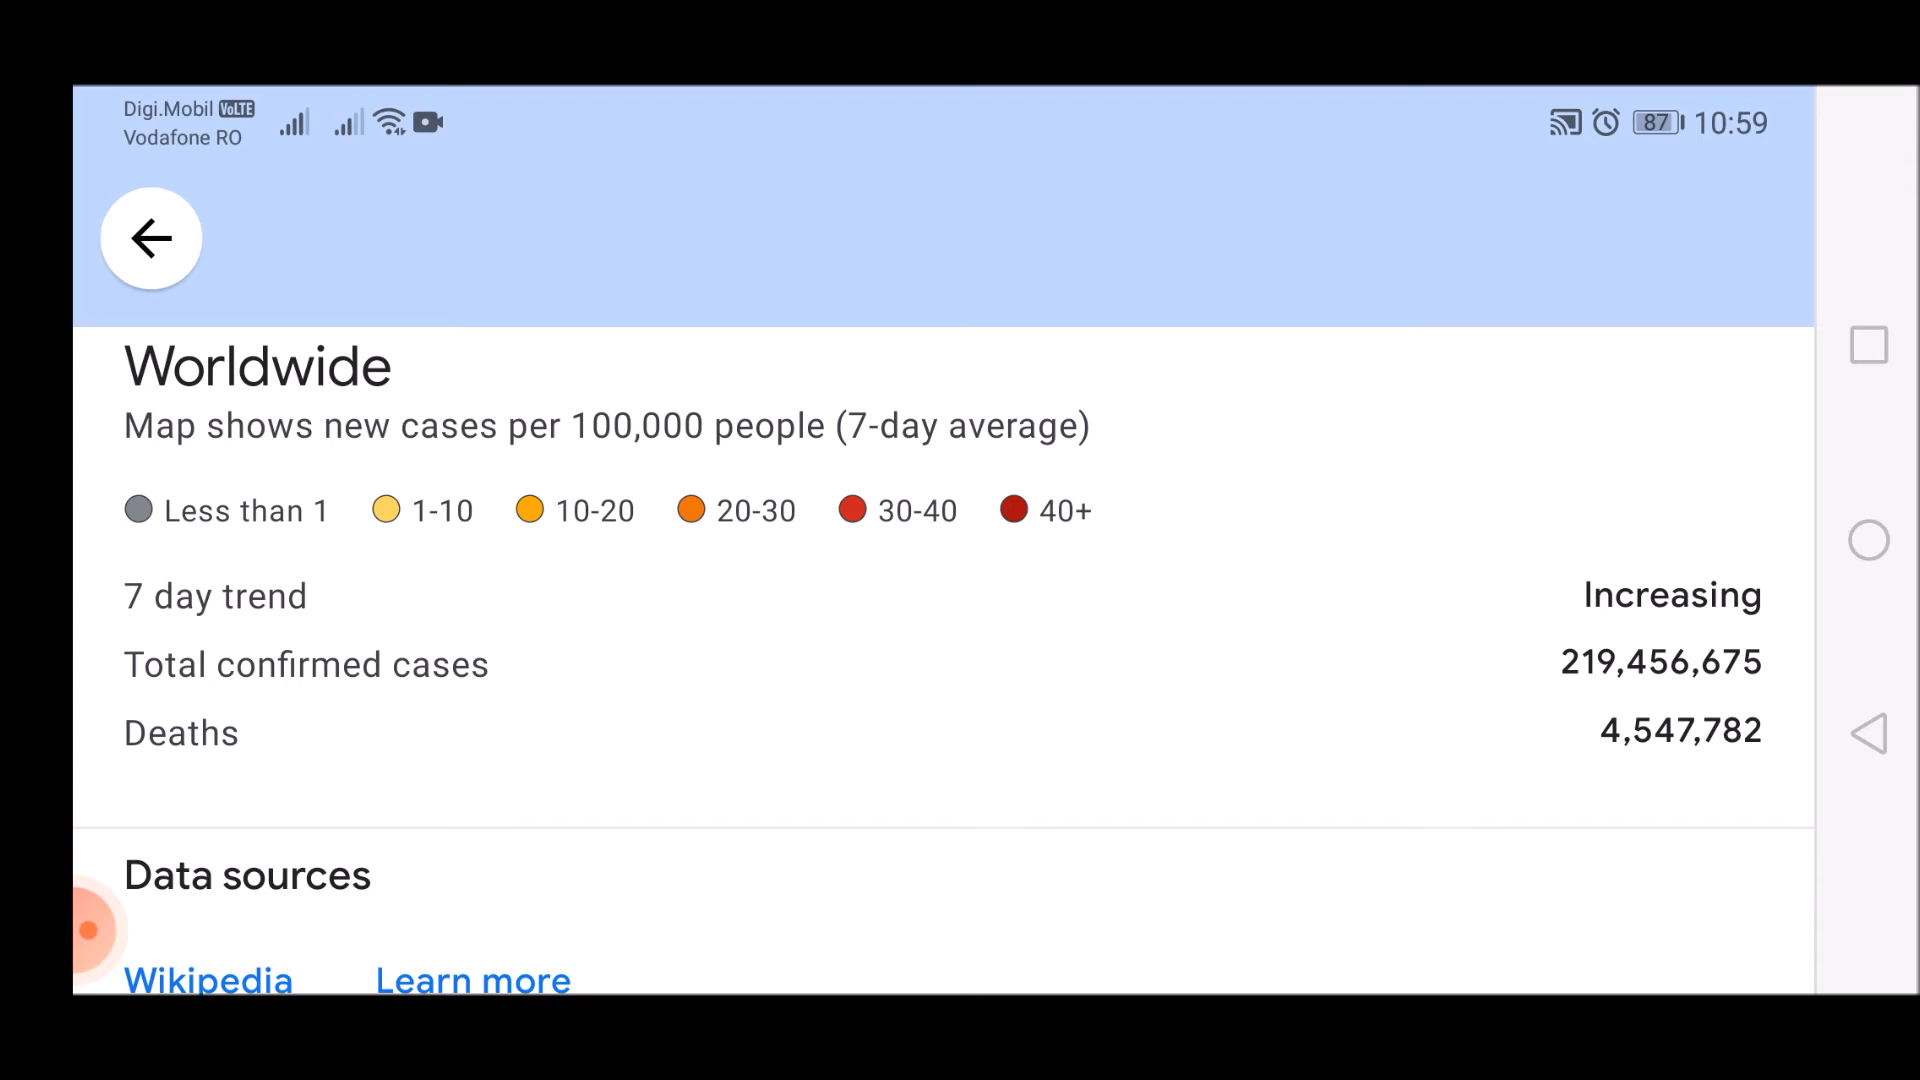 Digi.Mobil VoLTE
Vodafone RO
87 10:59
Worldwide
Map shows new cases per 100,000 people (7-day average)
Less than 1 1-10 10-20 20-30 30-40 40+
7 day trend Increasing
Total confirmed cases 219,456,675
Deaths 4,547,782
Data sources
Wikipedia Learn more